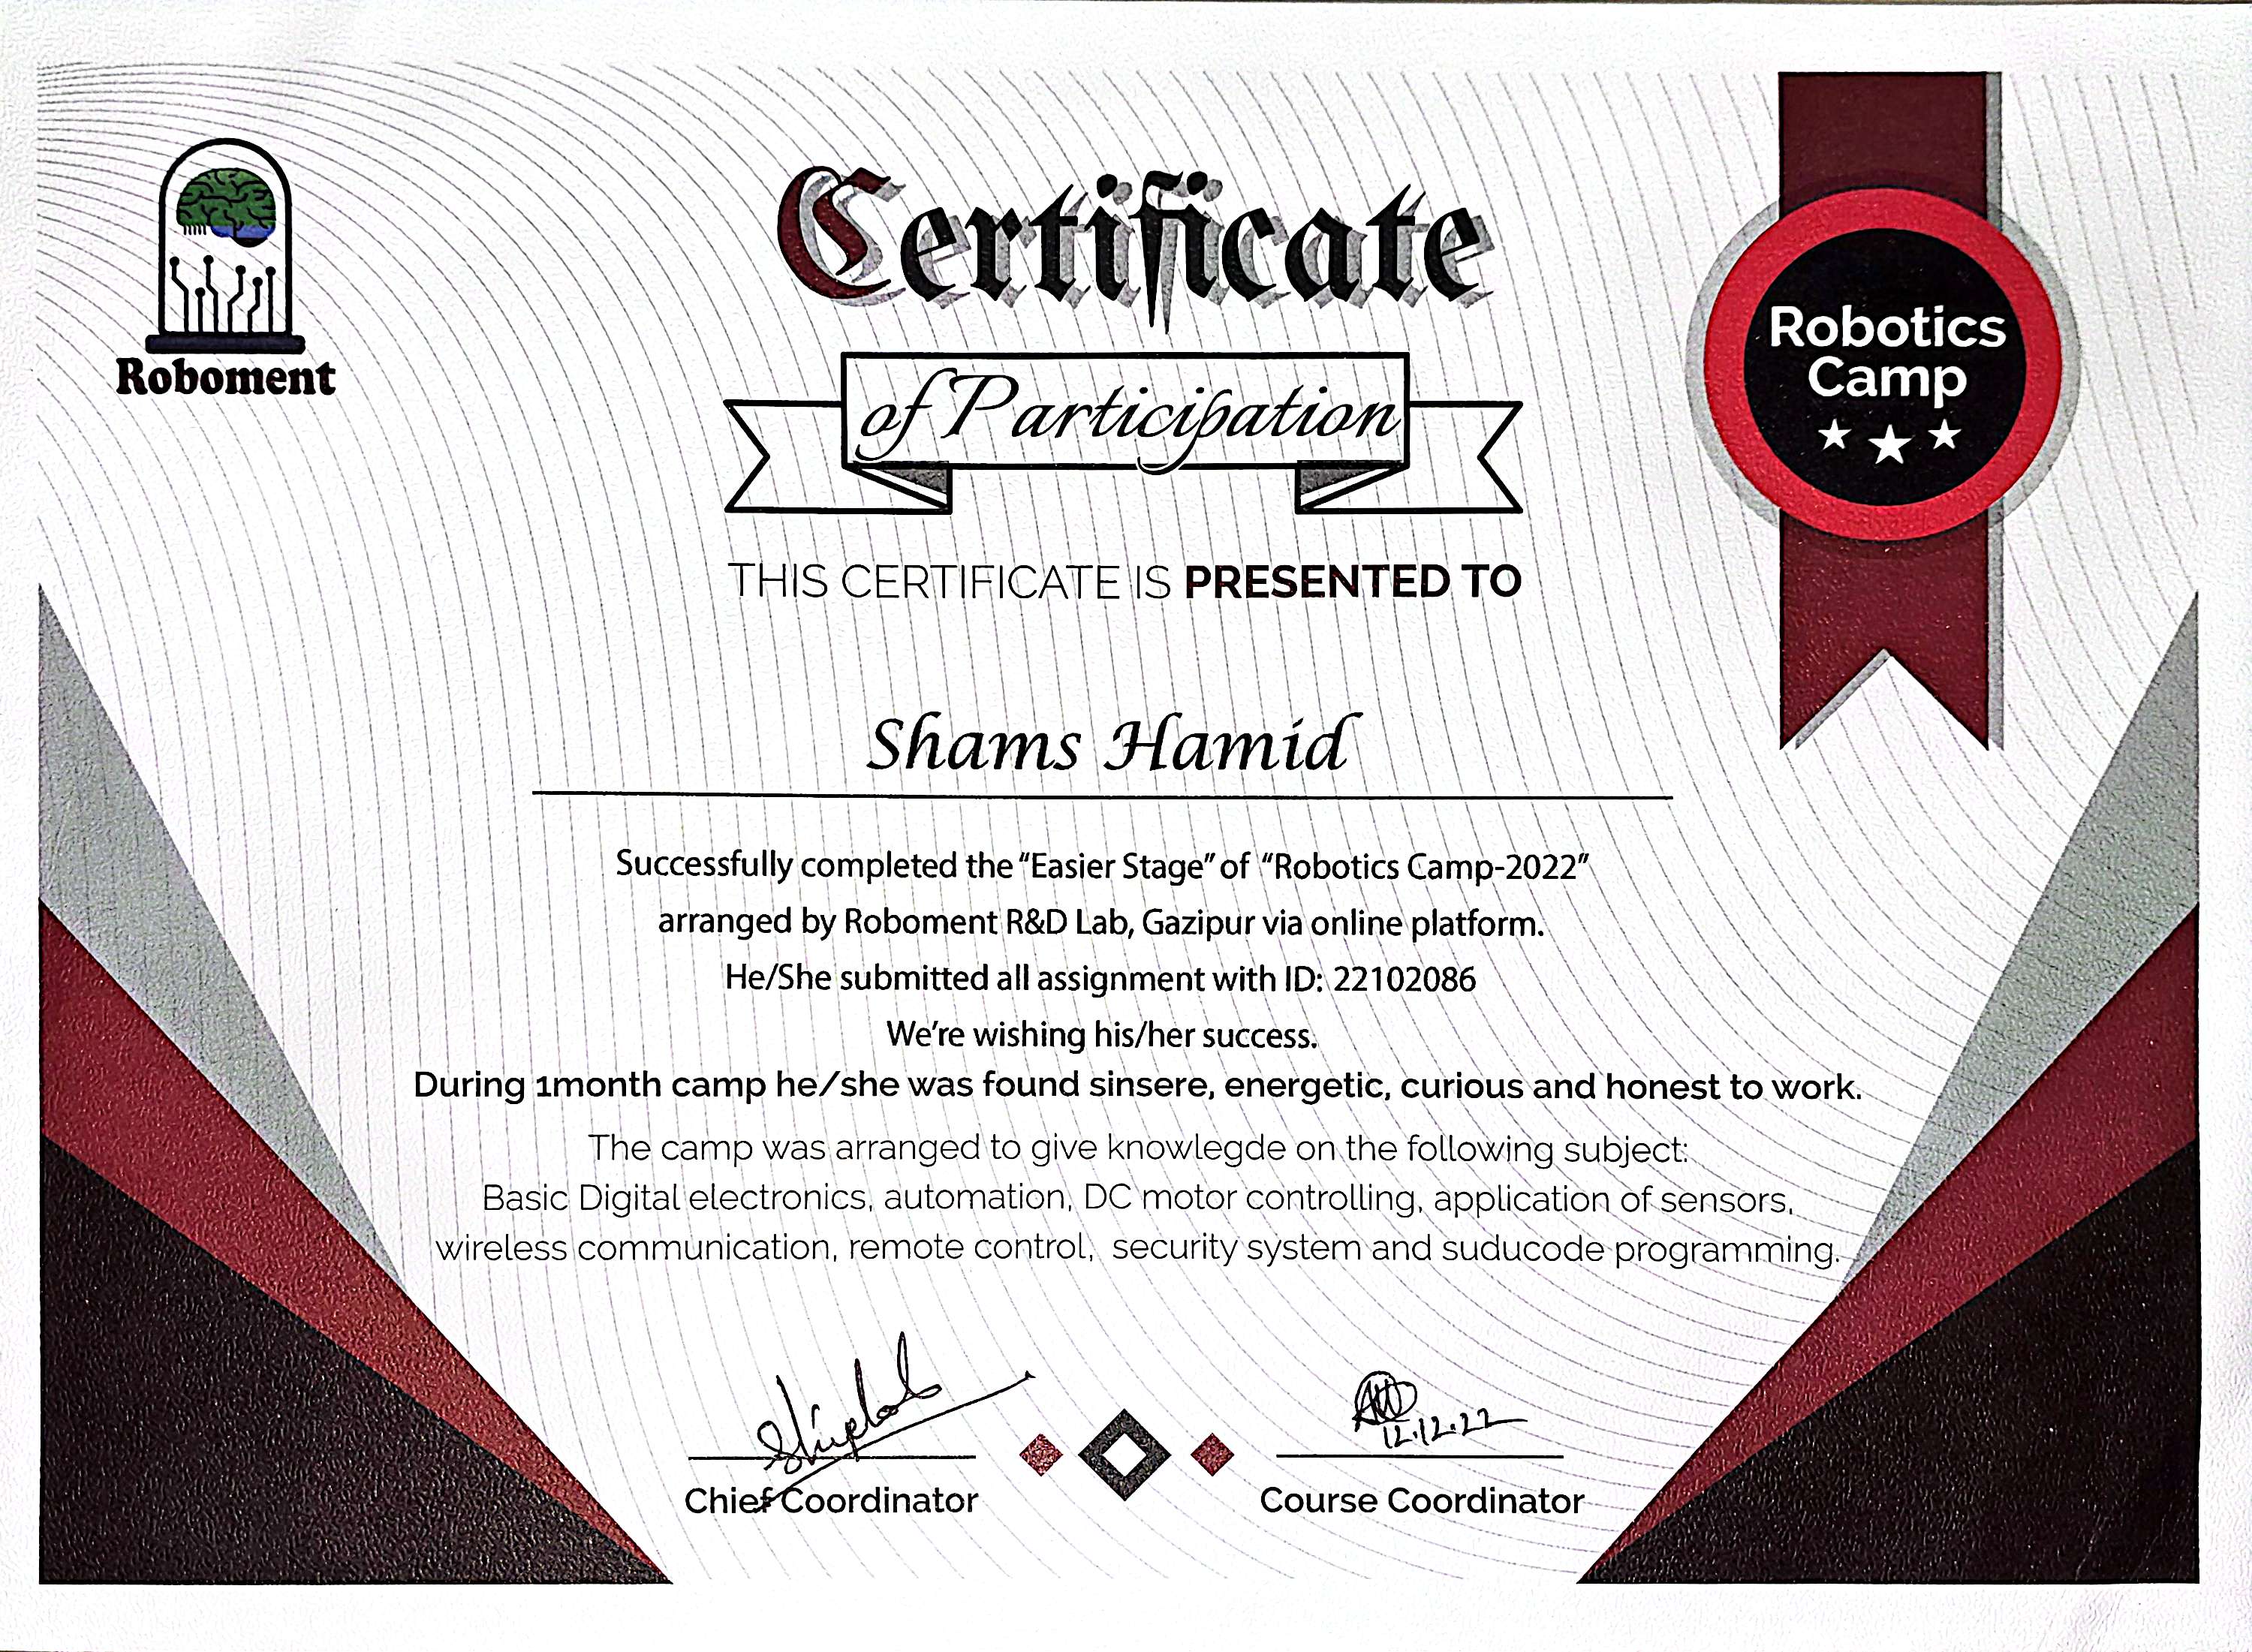 Roboment
Certificate
of Participation
Robotics
Camp
THIS CERTIFICATE IS PRESENTED TO
Shams Hamid
Successfully completed the "Easier Stage" of "Robotics Camp-2022"
arranged by Roboment R&D Lab, Gazipur via online platform.
He/She submitted all assignment with ID: 22102086
We're wishing his/her success.
During 1month camp he/she was found sinsere, energetic, curious and honest to work.
The camp was arranged to give knowlegde on the following subject:
Basic Digital electronics, automation, DC motor controlling, application of sensors,
wireless communication, remote control, security system and suducode programming.
12.12.22
Chief Coordinator
Course Coordinator